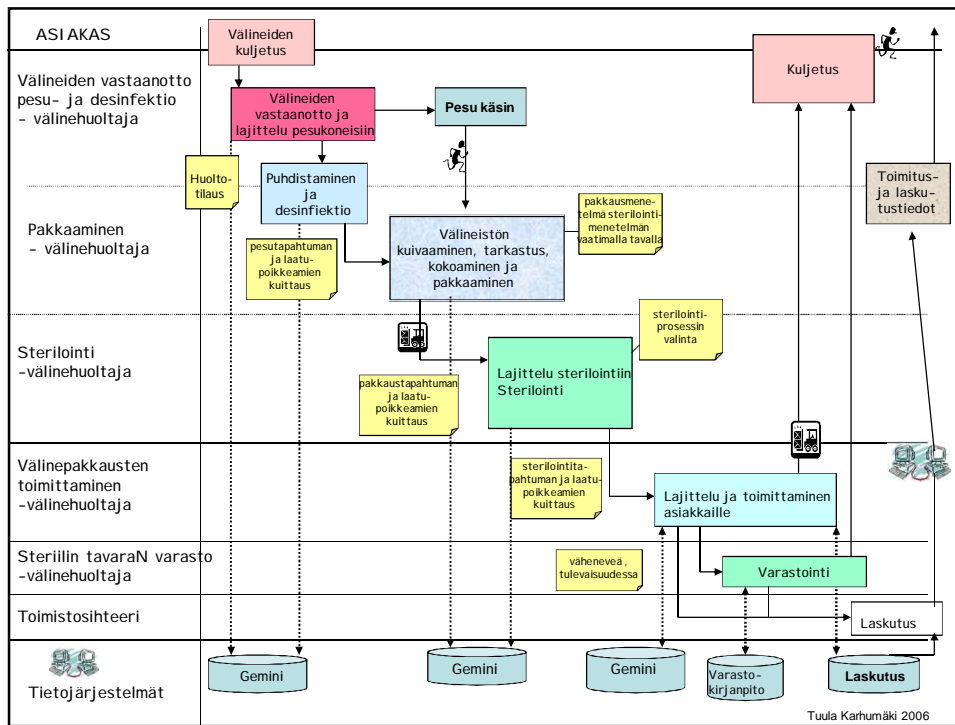 ASIAKAS
Välineiden
kuljetus
Kuljetus
Välineiden vastaanotto
pesu- ja desinfektio
- välinehuoltaja
Välineiden
vastaanotto ja
lajittelu pesukoneisiin
Pesu käsin
Huolto-
tilaus
Puhdistaminen
ja
desinfiektio
Toimitus-
ja lasku-
tustiedot
Pakkaaminen
- välinehuoltaja
pesutapahtuman
ja laatu-
poikkeamien
kuittaus
Välineistön
kuivaaminen, tarkastus,
kokoaminen ja
pakkaaminen
pakkausmene-
telmä sterilointi-
menetelmän
vaatimalla tavalla
Sterilointi
-välinehuoltaja
sterilointi-
prosessin
valinta
Lajittelu sterilointiin
Sterilointi
pakkaustapahtuman
ja laatu-
poikkeamien
kuittaus
Välinepakkausten
toimittaminen
-välinehuoltaja
sterilointita-
pahtuman ja laatu-
poikkeamien
kuittaus
Lajittelu ja toimittaminen
asiakkaille
Steriilin tavaraN varasto
-välinehuoltaja
väheneveä ,
tulevaisuudessa
Varastointi
Toimistosihteeri
Laskutus
Tietojärjestelmät
Gemini
Gemini
Gemini
Varasto-
kirjanpito
Laskutus
Tuula Karhumäki 2006